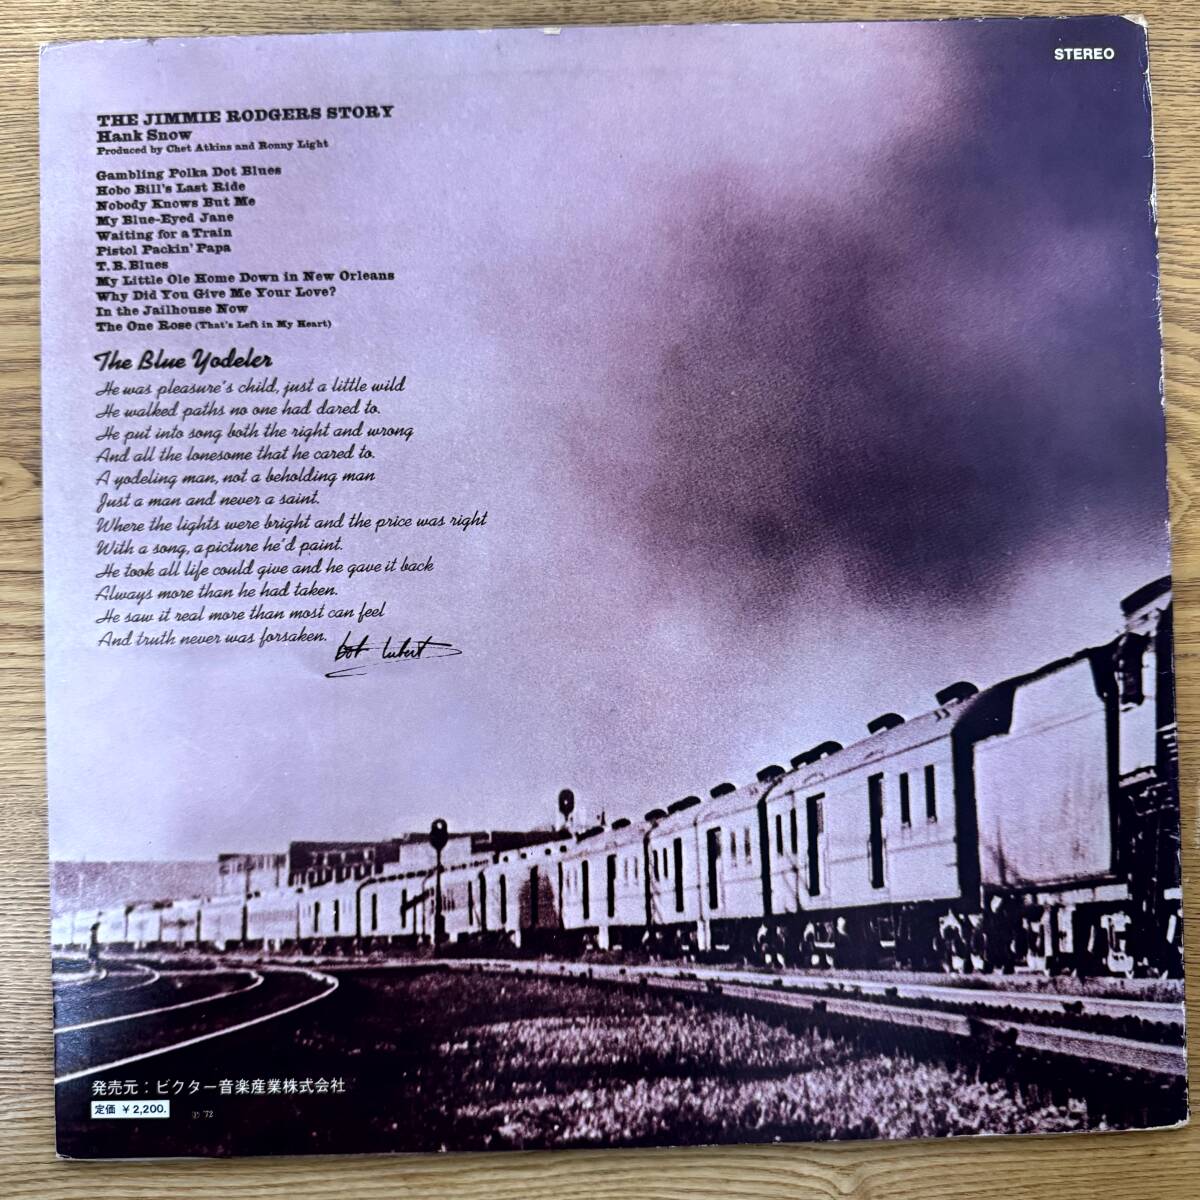 STEREO
THE JIMMIE RODGERS STORY
Hank Snow
Produced by Chet Atkins and Ronny Light
Gambling Polka Dot Blues
Hobo Bill's Last Ride
Nobody Knows But Me
My Blue-Eyed Jane
Waiting for a Train
Pistol Packin' Papa
T.B. Blues
My Little Ole Home Down in New Orleans
Why Did You Give Me Your Love?
In the Jailhouse Now
The One Rose (That's Left in My Heart)
The Blue Yodeler
He was pleasure's child, just a little wild
He walked paths no one had dared to.
He put into song both the right and wrong
And all the lonesome that he cared to.
A yodeling man, not a beholding man
Just a man and never a saint.
Where the lights were bright and the price was right
With a song, a picture he'd paint.
He took all life could give and he gave it back
Always more than he had taken.
He saw it real more than most can feel
And truth never was forsaken.
発売元：ビクター音楽産業株式会社
定価 ¥2,200.
'72